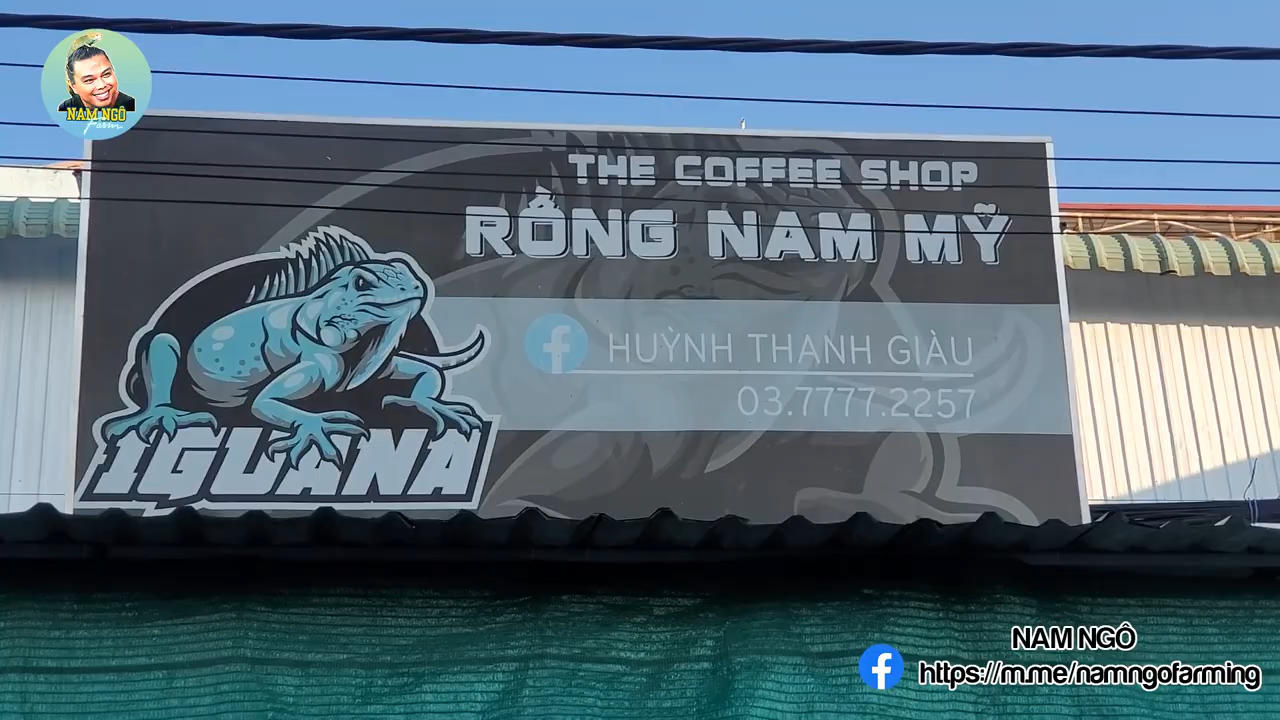 NAM NGÔ
Farm
THE COFFEE SHOP
RỒNG NAM MỸ
HUỲNH THANH GIÀU
03.7777.2257
IGUANA
NAM NGÔ
https://m.me/namngofarming